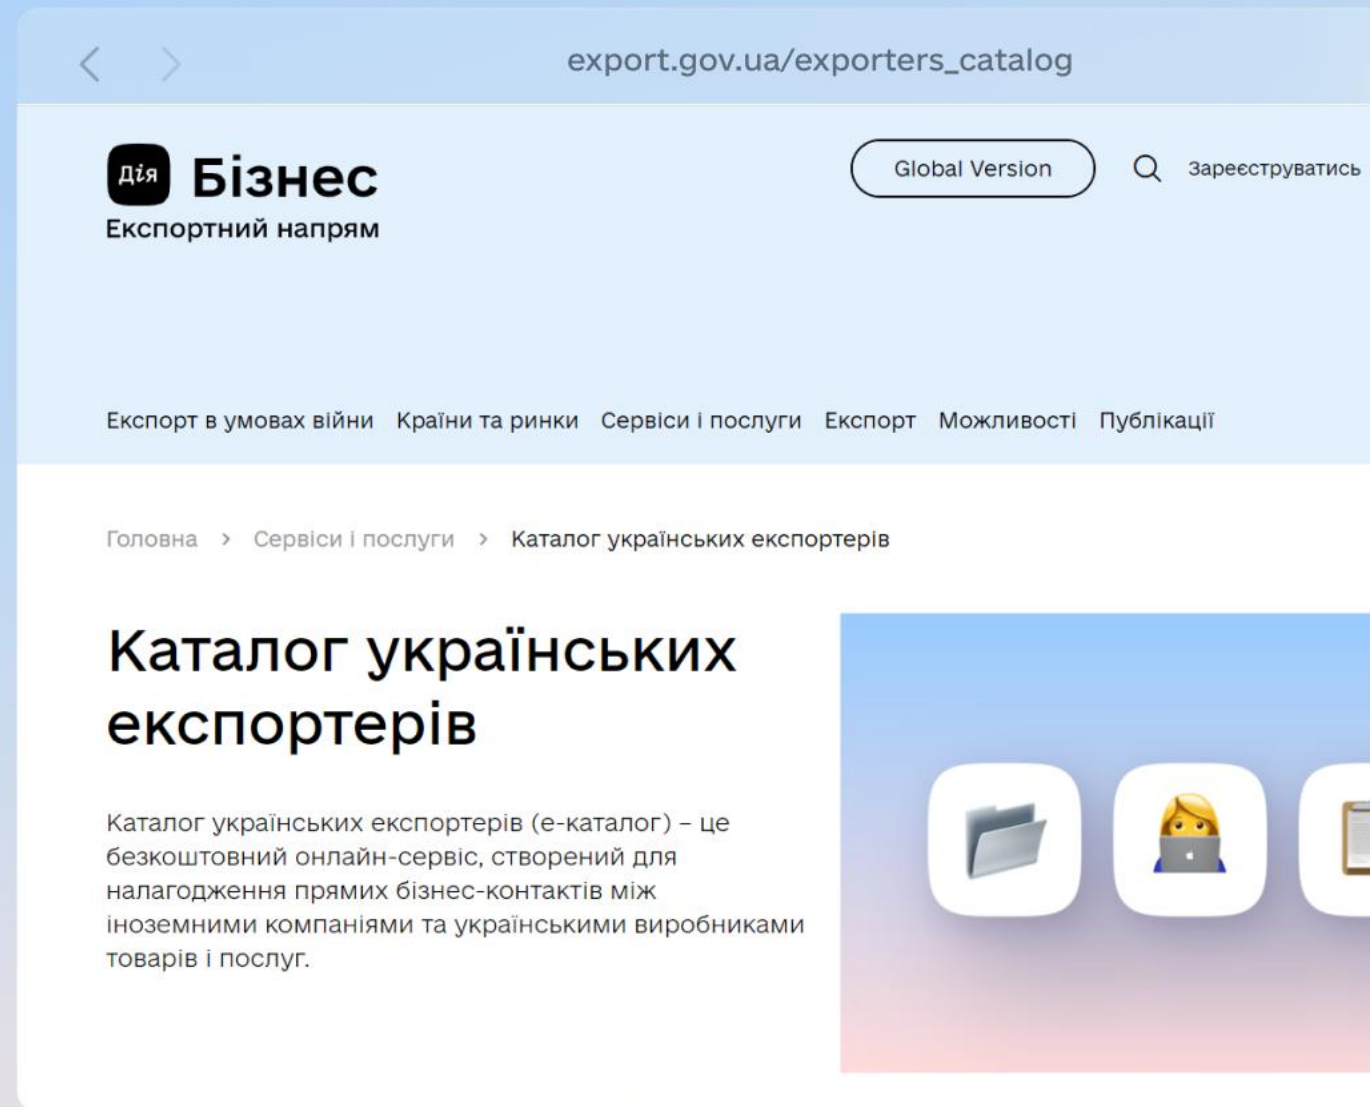 export.gov.ua/exporters_catalog
Дія Бізнес
Експортний напрям
Global Version
Зареєструватись
Експорт в умовах війни Країни та ринки Сервіси і послуги Експорт Можливості Публікації
Головна > Сервіси і послуги > Каталог українських експортерів
Каталог українських
експортерів
Каталог українських експортерів (е-каталог) – це
безкоштовний онлайн-сервіс, створений для
налагодження прямих бізнес-контактів між
іноземними компаніями та українськими виробниками
товарів і послуг.